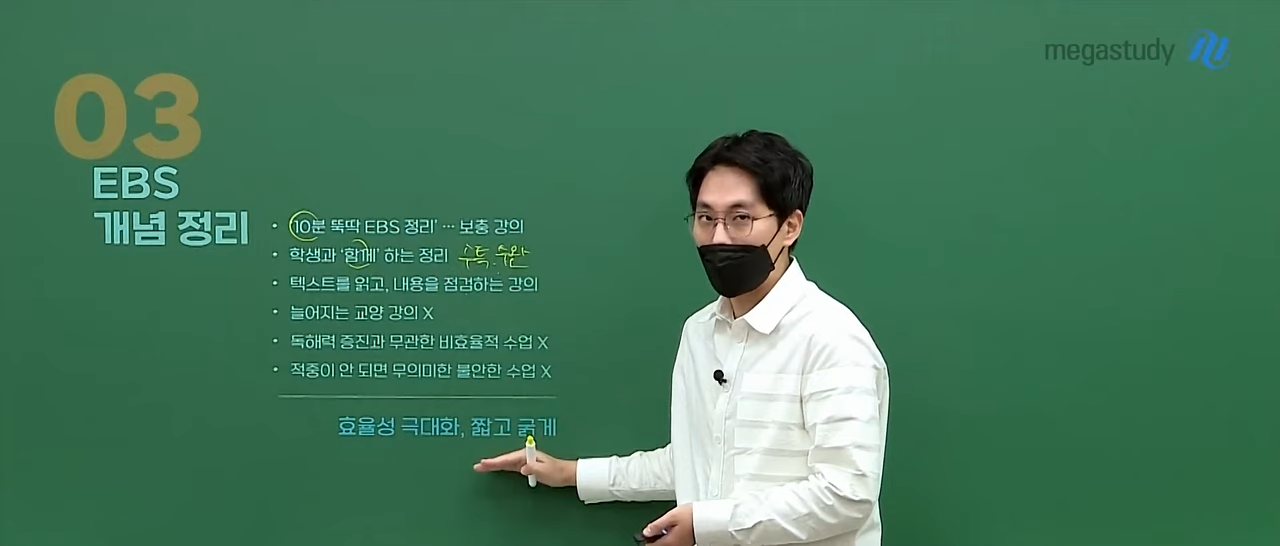 megastudy
03
EBS
개념 정리
• '10분 뚝딱 EBS 정리' … 보충 강의
• 학생과 '함께' 하는 정리 수특, 수완
• 텍스트를 읽고, 내용을 점검하는 강의
• 늘어지는 교양 강의 X
• 독해력 증진과 무관한 비효율적 수업 X
• 적중이 안 되면 무의미한 불안한 수업 X
효율성 극대화, 짧고 굵게